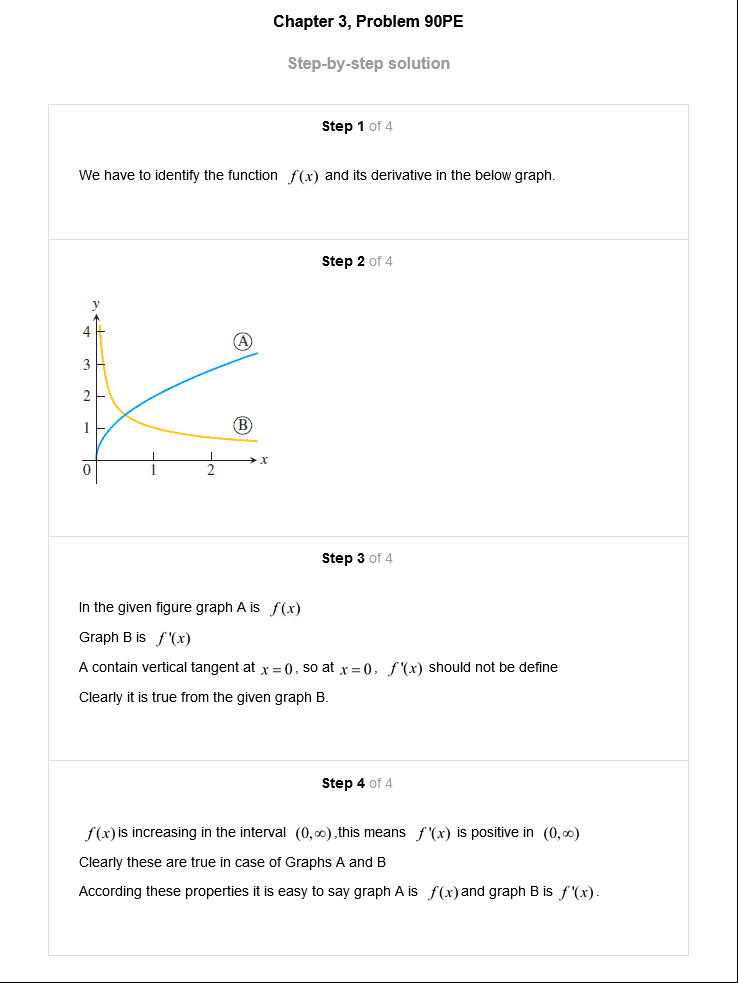 Chapter 3, Problem 90PE
Step-by-step solution
Step 1 of 4
We have to identify the function f(x) and its derivative in the below graph.
Step 2 of 4
y
4
3
2
1
0
1
2
x
A
B
Step 3 of 4
In the given figure graph A is f(x)
Graph B is f'(x)
A contain vertical tangent at x=0, so at x=0, f'(x) should not be define
Clearly it is true from the given graph B.
Step 4 of 4
f(x) is increasing in the interval (0,∞),this means f'(x) is positive in (0,∞)
Clearly these are true in case of Graphs A and B
According these properties it is easy to say graph A is f(x) and graph B is f'(x).